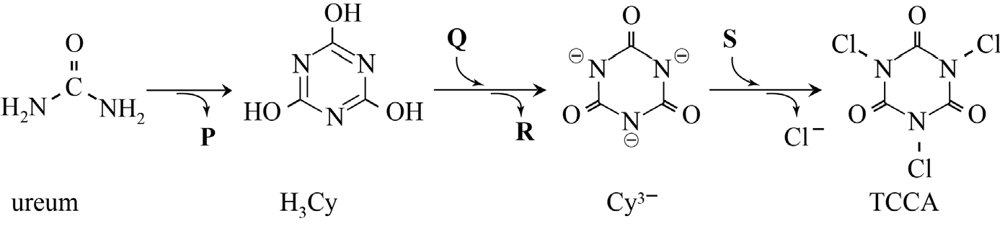 O
C
H₂N NH₂
P
ureum
OH
N N
HO N OH
H₃Cy
Q
R
O
⊖ N N ⊖
O N O
⊖
Cy³⁻
S
Cl⁻
O
Cl Cl
N N
O N O
Cl
TCCA